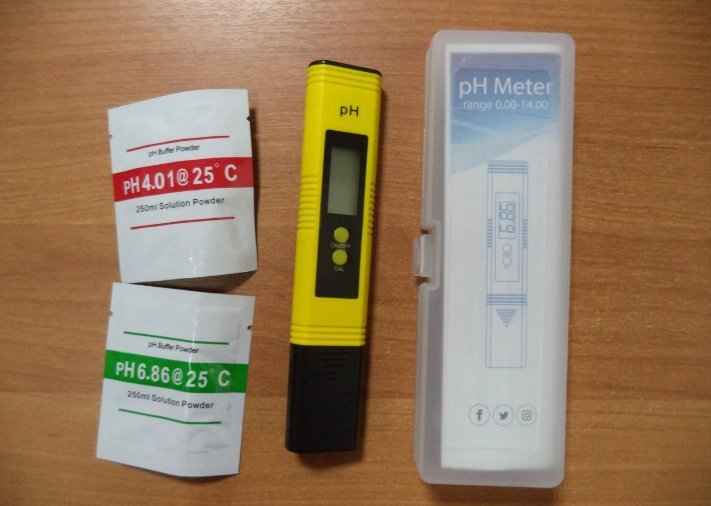 pH Buffer Powder
pH 4.01@ 25°C
250ml Solution Powder
pH Buffer Powder
pH 6.86@ 25°C
250ml Solution Powder
pH
ON/OFF
CAL
pH Meter
range 0.00-14.00
6.86